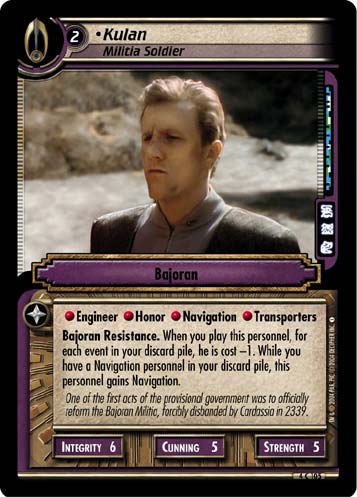 2
•Kulan
Militia Soldier
Bajoran
Engineer Honor Navigation Transporters
Bajoran Resistance. When you play this personnel, for
each event in your discard pile, he is cost –1. While you
have a Navigation personnel in your discard pile, this
personnel gains Navigation.
One of the first acts of the provisional government was to officially
reform the Bajoran Militia, forcibly disbanded by Cardassia in 2339.
INTEGRITY 6 CUNNING 5 STRENGTH 5
4 C 105